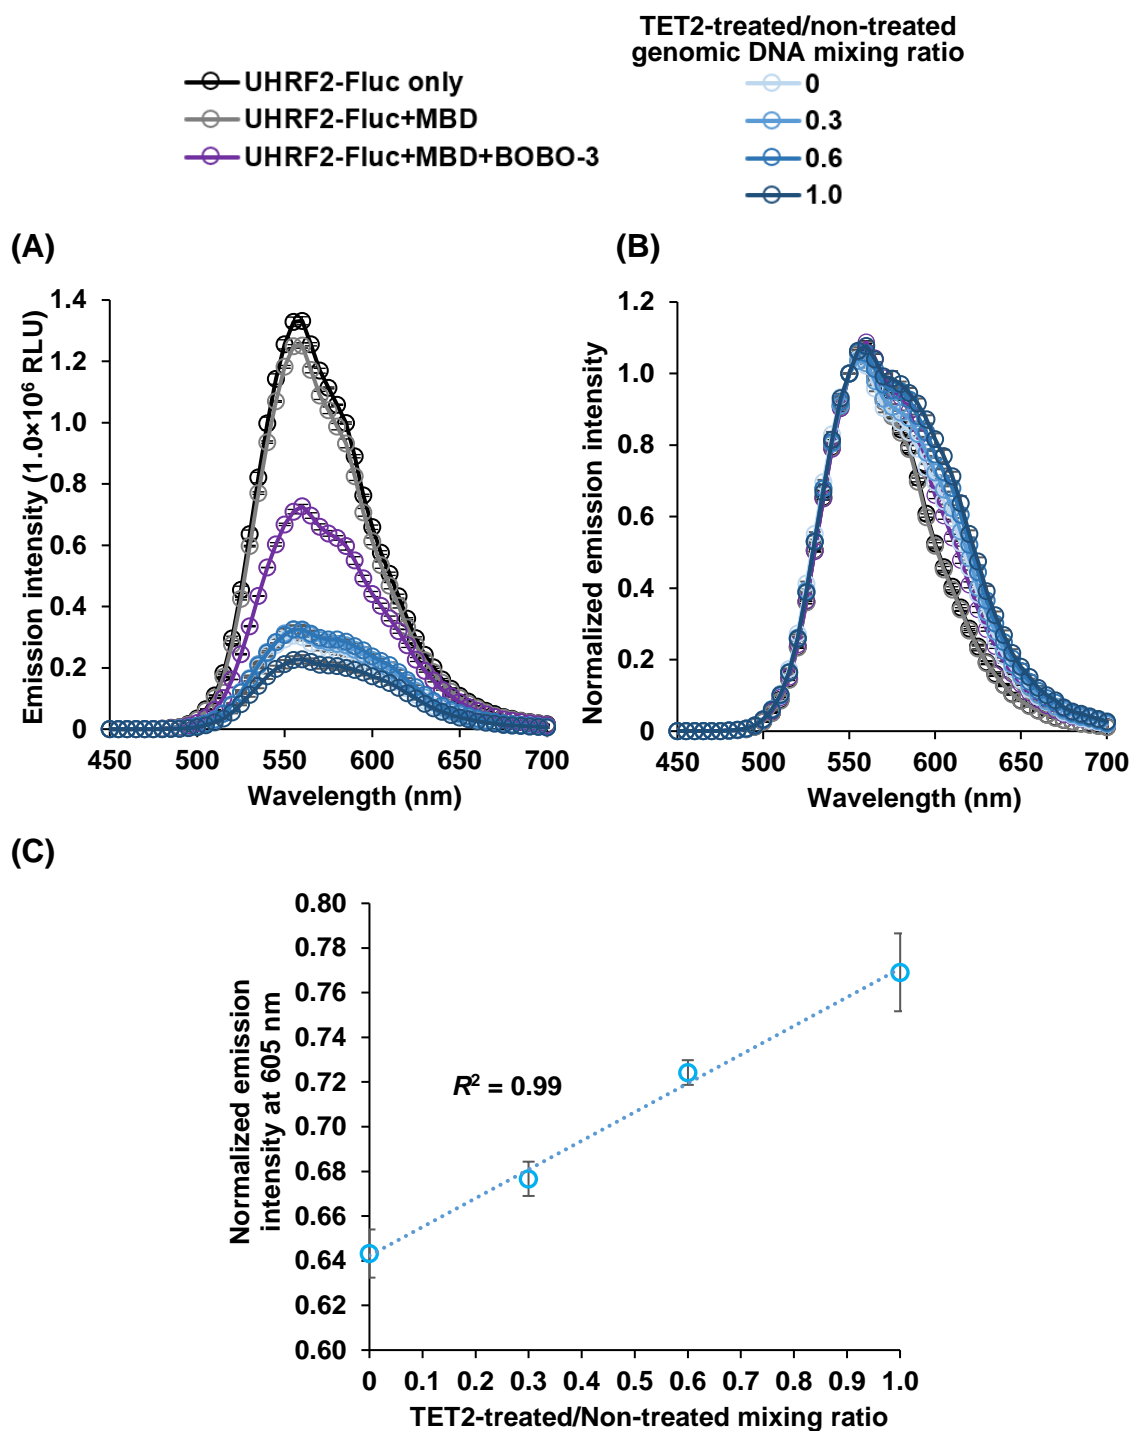 TET2-treated/non-treated
genomic DNA mixing ratio
UHRF2-Fluc only
UHRF2-Fluc+MBD
UHRF2-Fluc+MBD+BOBO-3
0
0.3
0.6
1.0
(A)
Emission intensity (1.0×10⁶ RLU)
1.4
1.2
1.0
0.8
0.6
0.4
0.2
0
450 500 550 600 650 700
Wavelength (nm)
(B)
Normalized emission intensity
1.2
1.0
0.8
0.6
0.4
0.2
0
450 500 550 600 650 700
Wavelength (nm)
(C)
Normalized emission
intensity at 605 nm
0.80
0.78
0.76
0.74
0.72
0.70
0.68
0.66
0.64
0.62
0.60
R² = 0.99
0 0.1 0.2 0.3 0.4 0.5 0.6 0.7 0.8 0.9 1.0
TET2-treated/Non-treated mixing ratio